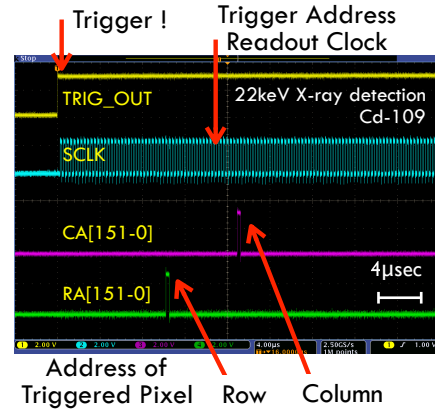 Trigger !
Trigger Address
Readout Clock
Stop
TRIG_OUT
22keV X-ray detection
Cd-109
SCLK
CA[151-0]
4μsec
RA[151-0]
2.00 V 2.00 V 2.00 V 2.00 V 4.00μs 2.50GS/s 1.00 V
16.0000μs 1M points
Address of
Triggered Pixel Row Column